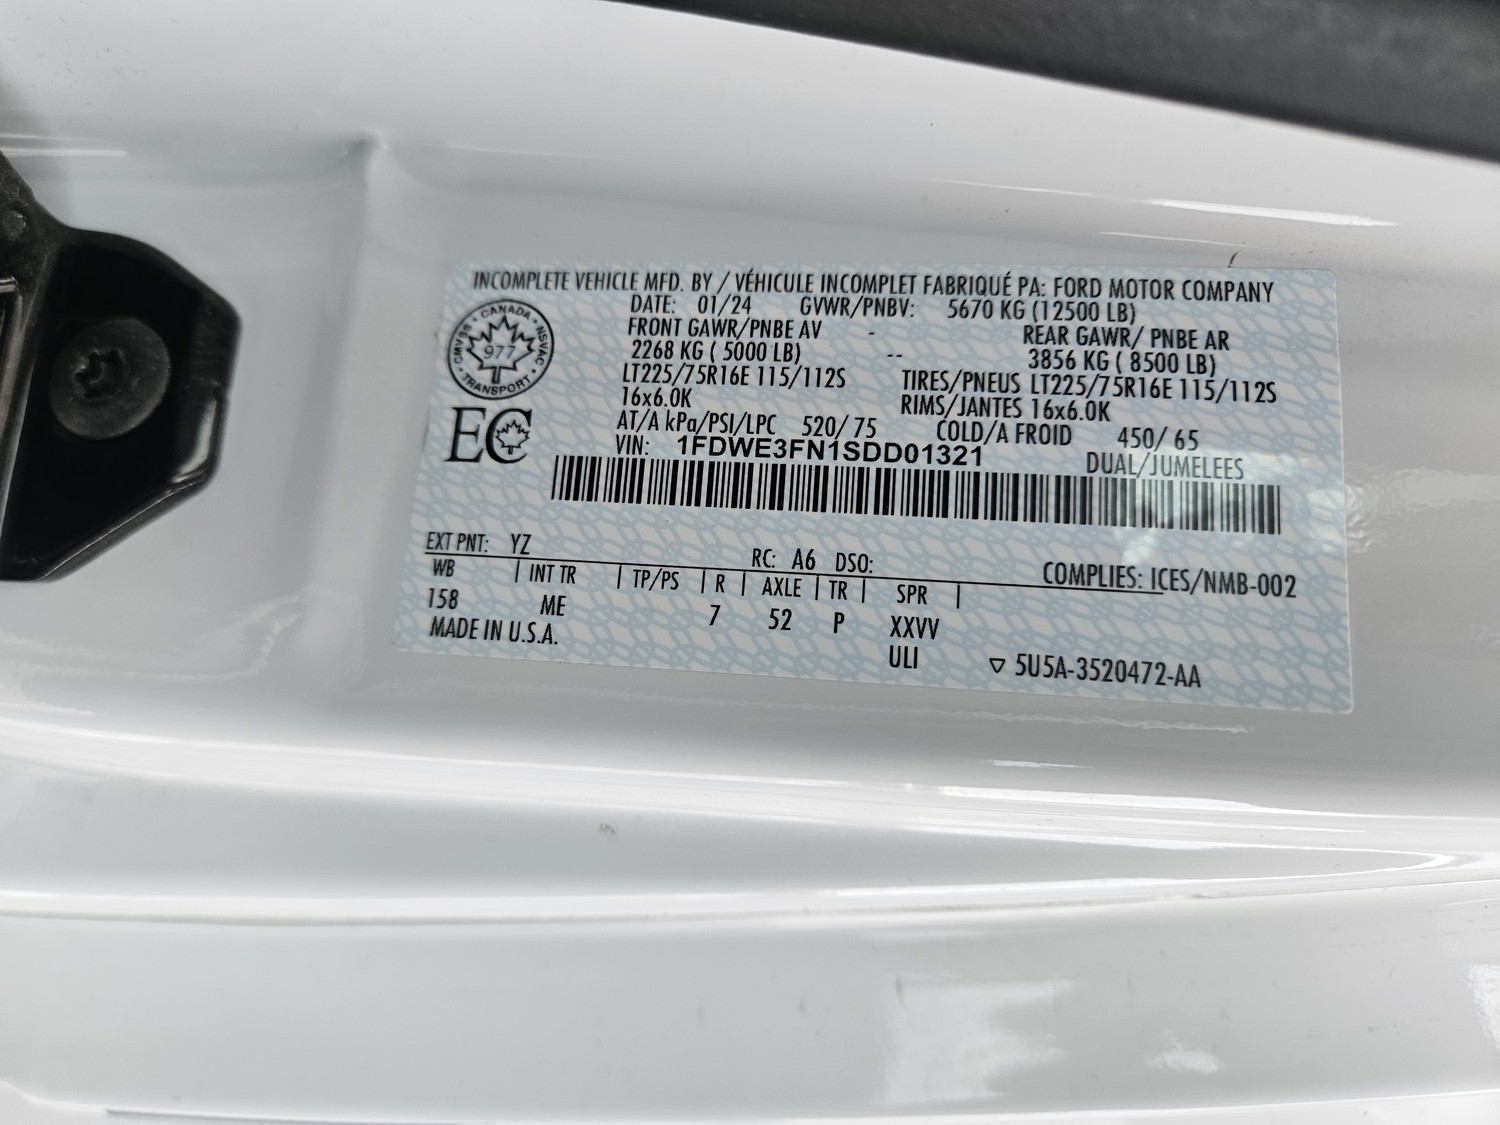 INCOMPLETE VEHICLE MFD. BY / VÉHICULE INCOMPLET FABRIQUÉ PA: FORD MOTOR COMPANY
DATE: 01/24 GVWR/PNBV: 5670 KG (12500 LB)
FRONT GAWR/PNBE AV - REAR GAWR/ PNBE AR
2268 KG ( 5000 LB) -- 3856 KG ( 8500 LB)
LT225/75R16E 115/112S TIRES/PNEUS LT225/75R16E 115/112S
16x6.0K RIMS/JANTES 16x6.0K
AT/A kPa/PSI/LPC 520/ 75 COLD/A FROID 450/ 65
VIN: 1FDWE3FN1SDD01321 DUAL/JUMELEES
CANADA
CMVSS NSVAC
977
TRANSPORT
EC
EXT PNT: YZ RC: A6 DSO: COMPLIES: ICES/NMB-002
WB | INT TR | TP/PS | R | AXLE | TR | SPR |
158 ME 7 52 P XXVV
MADE IN U.S.A. ULI ▽ 5U5A-3520472-AA